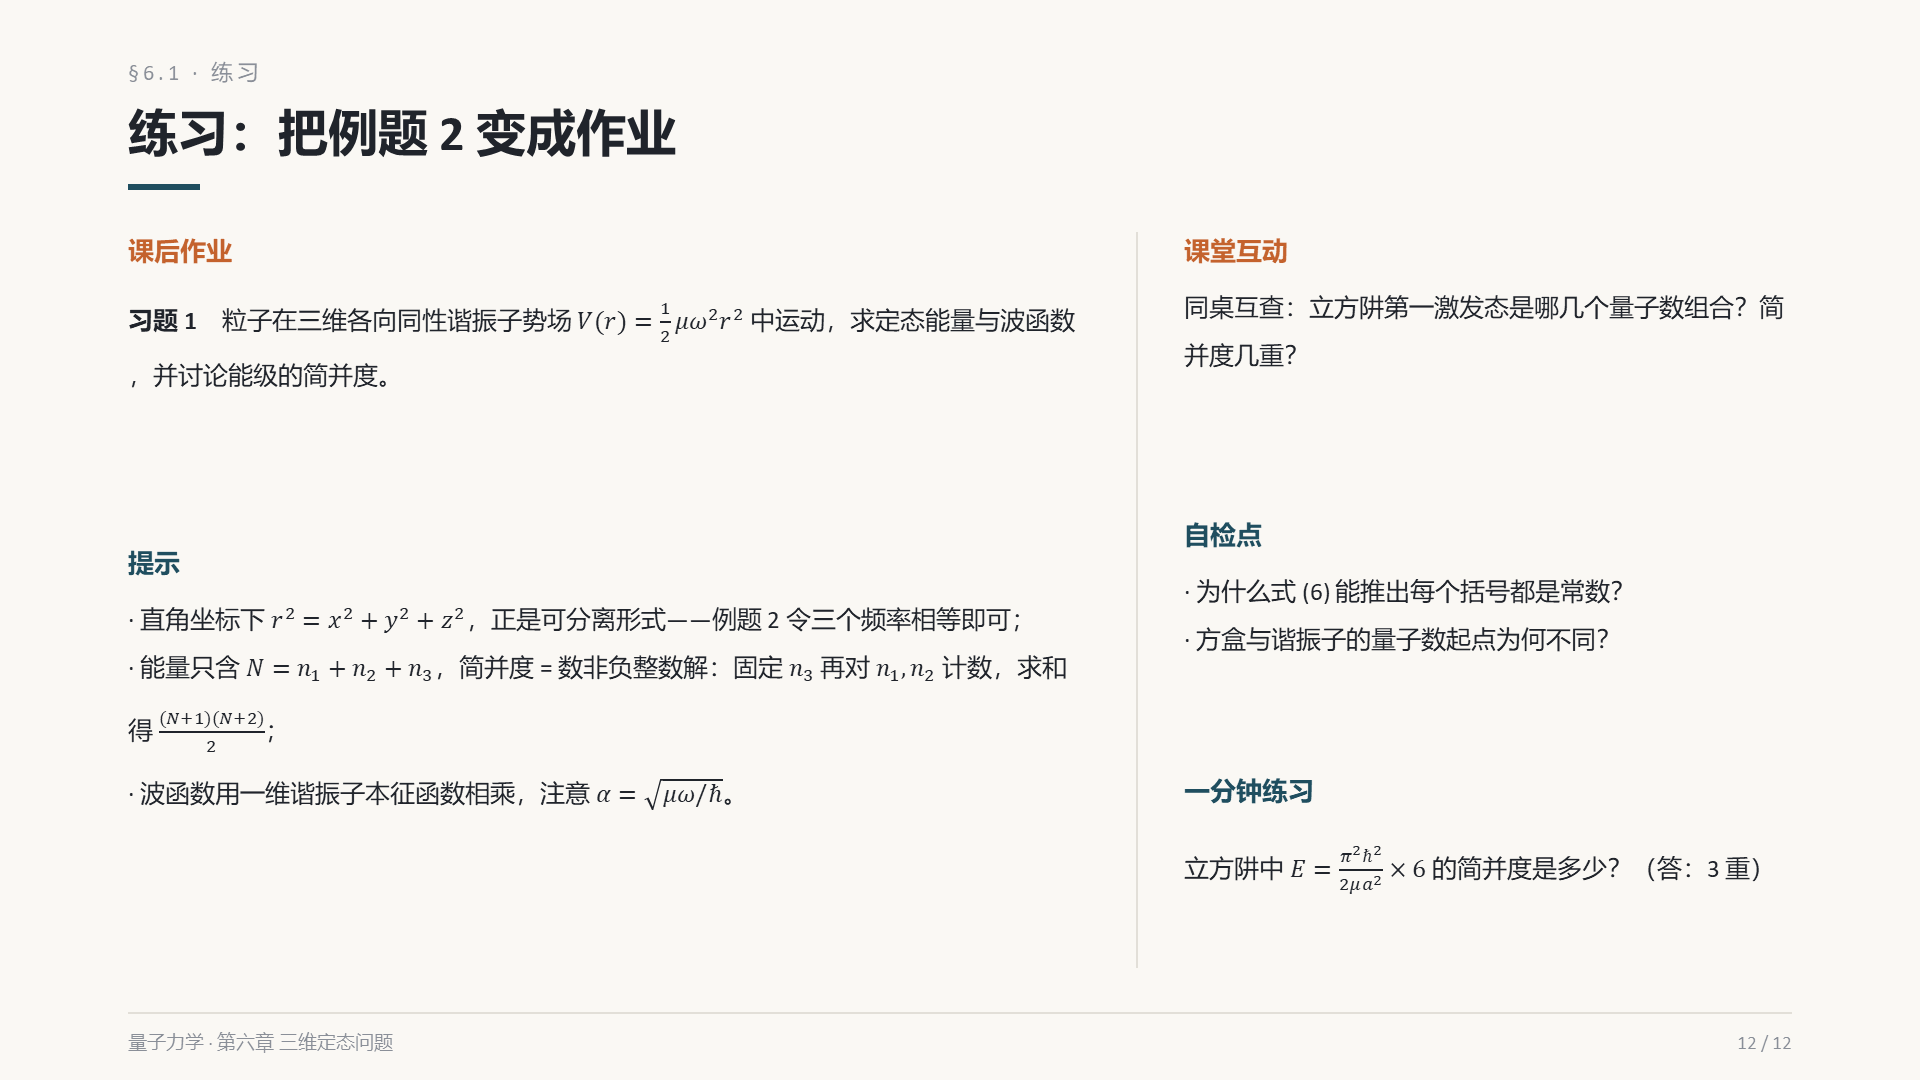 §6.1 · 练习
练习：把例题 2 变成作业
课后作业
习题 1　粒子在三维各向同性谐振子势场 V(r) = 1/2 μω²r² 中运动，求定态能量与波函数
，并讨论能级的简并度。
提示
· 直角坐标下 r² = x² + y² + z²，正是可分离形式——例题 2 令三个频率相等即可；
· 能量只含 N = n₁ + n₂ + n₃，简并度 = 数非负整数解：固定 n₃ 再对 n₁, n₂ 计数，求和
得 (N+1)(N+2)/2；
· 波函数用一维谐振子本征函数相乘，注意 α = √(μω/ℏ)。
课堂互动
同桌互查：立方阱第一激发态是哪几个量子数组合？简
并度几重？
自检点
· 为什么式 (6) 能推出每个括号都是常数？
· 方盒与谐振子的量子数起点为何不同？
一分钟练习
立方阱中 E = π²ℏ²/2μa² × 6 的简并度是多少？（答：3 重）
量子力学 · 第六章 三维定态问题
12 / 12